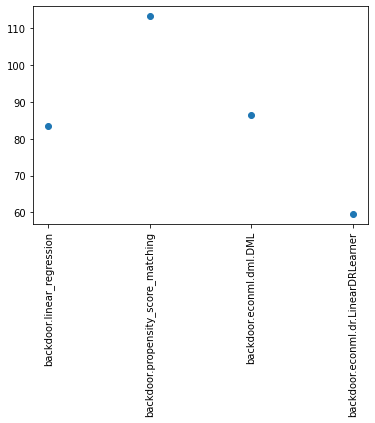 110
100
90
80
70
60
backdoor.linear_regression
backdoor.propensity_score_matching
backdoor.econml.dml.DML
backdoor.econml.dr.LinearDRLearner